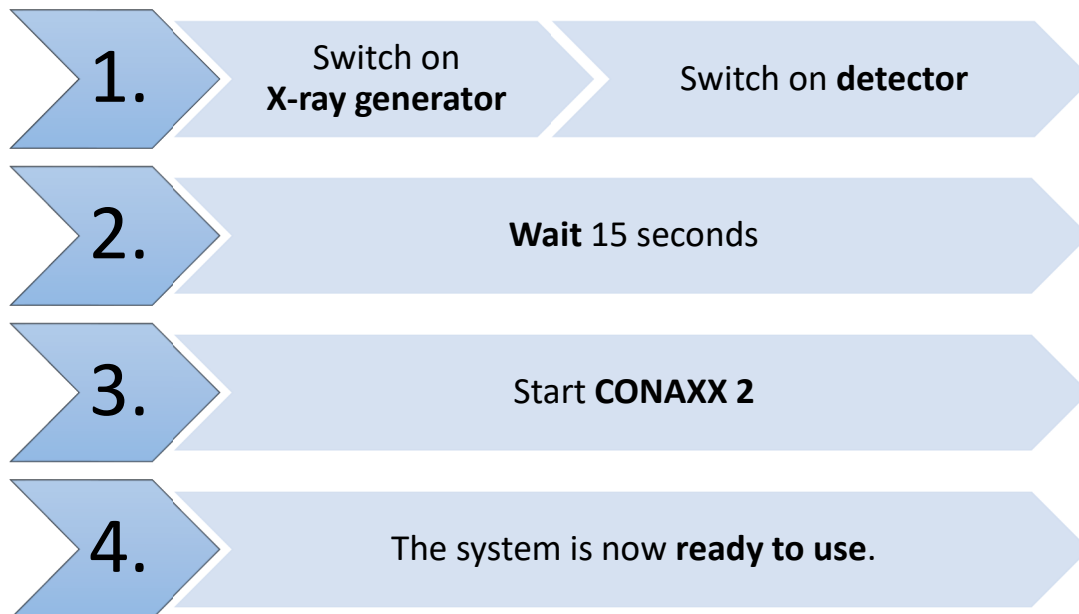 1.
Switch on
X-ray generator
Switch on detector
2.
Wait 15 seconds
3.
Start CONAXX 2
4.
The system is now ready to use.